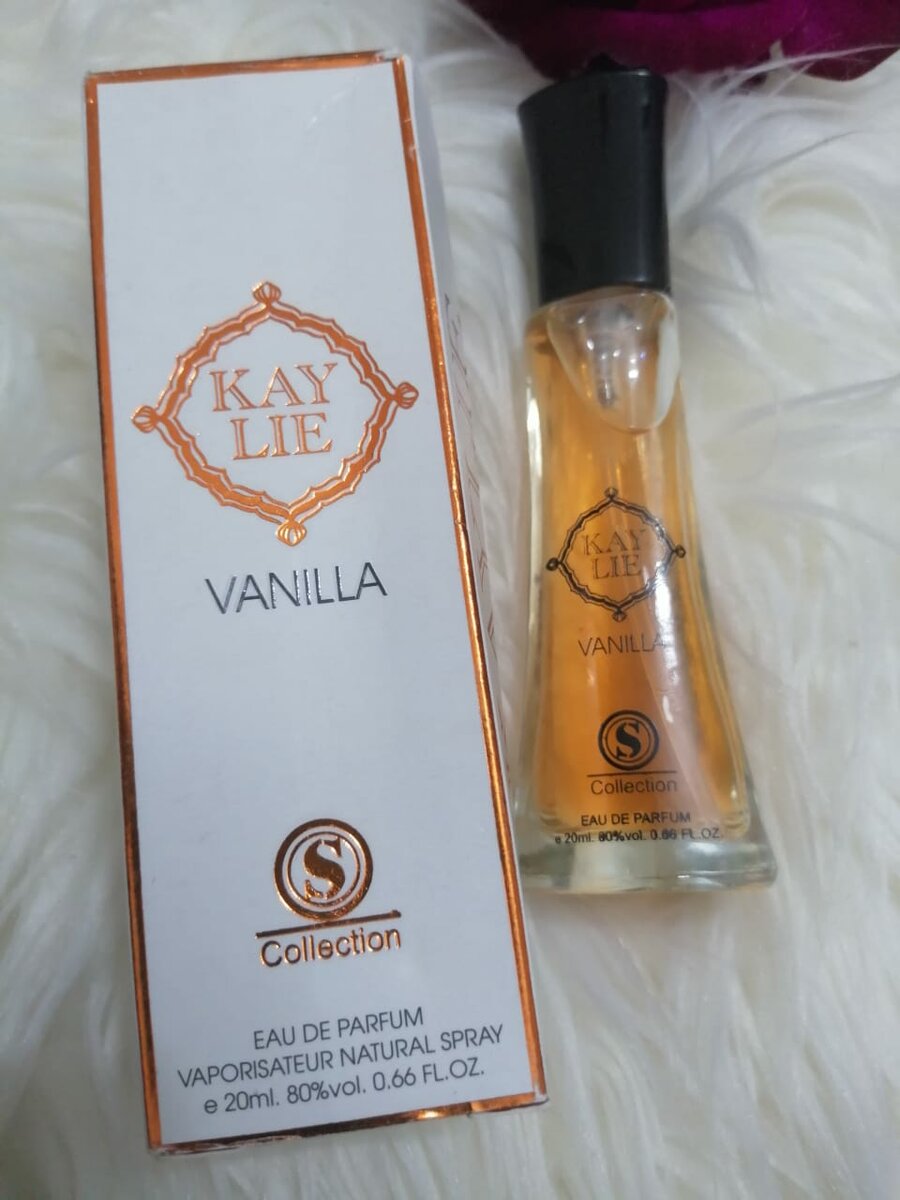 KAY
LIE
VANILLA
S
Collection
EAU DE PARFUM
VAPORISATEUR NATURAL SPRAY
e 20ml. 80%vol. 0.66 FL.OZ.
KAY
LIE
VANILLA
S
Collection
EAU DE PARFUM
e 20ml. 80%vol. 0.66 FL.OZ.